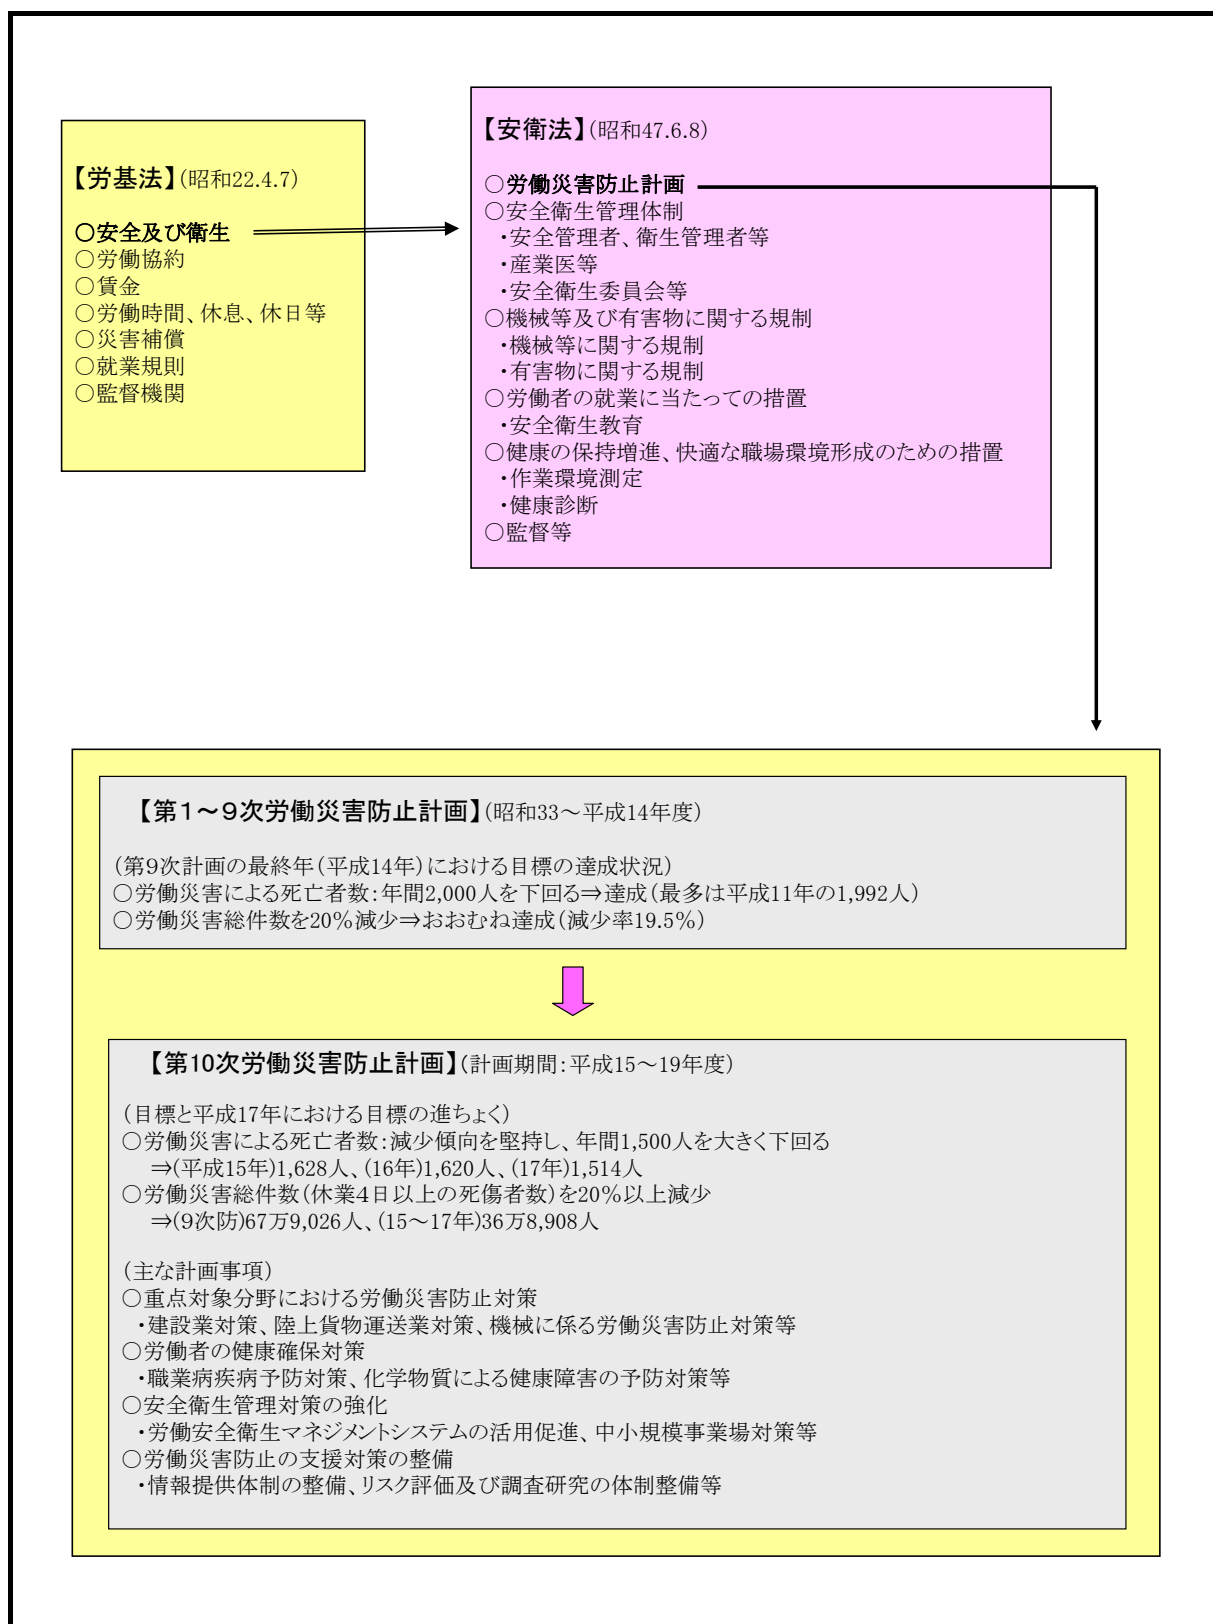 【労基法】(昭和22.4.7)
○安全及び衛生
○労働協約
○賃金
○労働時間、休息、休日等
○災害補償
○就業規則
○監督機関
【安衛法】(昭和47.6.8)
○労働災害防止計画
○安全衛生管理体制
・安全管理者、衛生管理者等
・産業医等
・安全衛生委員会等
○機械等及び有害物に関する規制
・機械等に関する規制
・有害物に関する規制
○労働者の就業に当たっての措置
・安全衛生教育
○健康の保持増進、快適な職場環境形成のための措置
・作業環境測定
・健康診断
○監督等
【第1～9次労働災害防止計画】(昭和33～平成14年度)
(第9次計画の最終年(平成14年)における目標の達成状況)
○労働災害による死亡者数:年間2,000人を下回る⇒達成(最多は平成11年の1,992人)
○労働災害総件数を20%減少⇒おおむね達成(減少率19.5%)
【第10次労働災害防止計画】(計画期間:平成15～19年度)
(目標と平成17年における目標の進ちょく)
○労働災害による死亡者数:減少傾向を堅持し、年間1,500人を大きく下回る
⇒(平成15年)1,628人、(16年)1,620人、(17年)1,514人
○労働災害総件数(休業4日以上の死傷者数)を20%以上減少
⇒(9次防)67万9,026人、(15～17年)36万8,908人
(主な計画事項)
○重点対象分野における労働災害防止対策
・建設業対策、陸上貨物運送業対策、機械に係る労働災害防止対策等
○労働者の健康確保対策
・職業病疾病予防対策、化学物質による健康障害の予防対策等
○安全衛生管理対策の強化
・労働安全衛生マネジメントシステムの活用促進、中小規模事業場対策等
○労働災害防止の支援対策の整備
・情報提供体制の整備、リスク評価及び調査研究の体制整備等